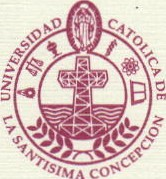 UNIVERSIDAD CATOLICA DE
LA SANTISIMA CONCEPCION